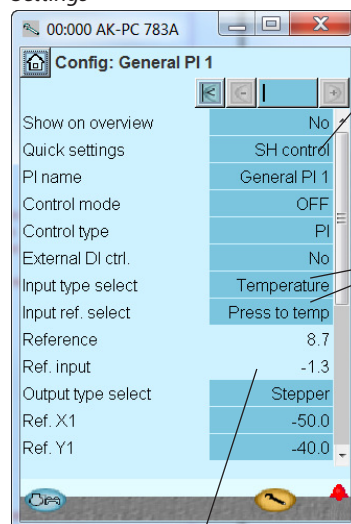 Settings
00:000 AK-PC 783A
Config: General PI 1
Show on overview No
Quick settings SH control
PI name General PI 1
Control mode OFF
Control type PI
External DI ctrl. No
Input type select Temperature
Input ref. select Press to temp
Reference 8.7
Ref. input -1.3
Output type select Stepper
Ref. X1 -50.0
Ref. Y1 -40.0